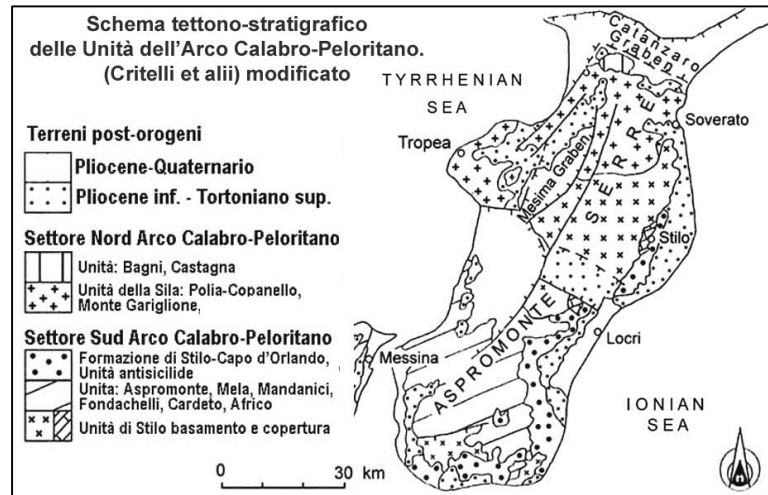 Schema tettono-stratigrafico
delle Unità dell'Arco Calabro-Peloritano.
(Critelli et alii) modificato
Terreni post-orogeni
Pliocene-Quaternario
Pliocene inf. - Tortoniano sup.
Settore Nord Arco Calabro-Peloritano
Unità: Bagni, Castagna
Unità della Sila: Polia-Copanello,
Monte Gariglione,
Settore Sud Arco Calabro-Peloritano
Formazione di Stilo-Capo d'Orlando,
Unità antisicilide
Unita: Aspromonte, Mela, Mandanici,
Fondachelli, Cardeto, Africo
Unità di Stilo basamento e copertura
0 30 km
TYRRHENIAN
SEA
Catanzaro
Graben
Tropea
Soverato
Mesima Graben
SERRE
Stilo
ASPROMONTE
Locri
Messina
IONIAN
SEA
n